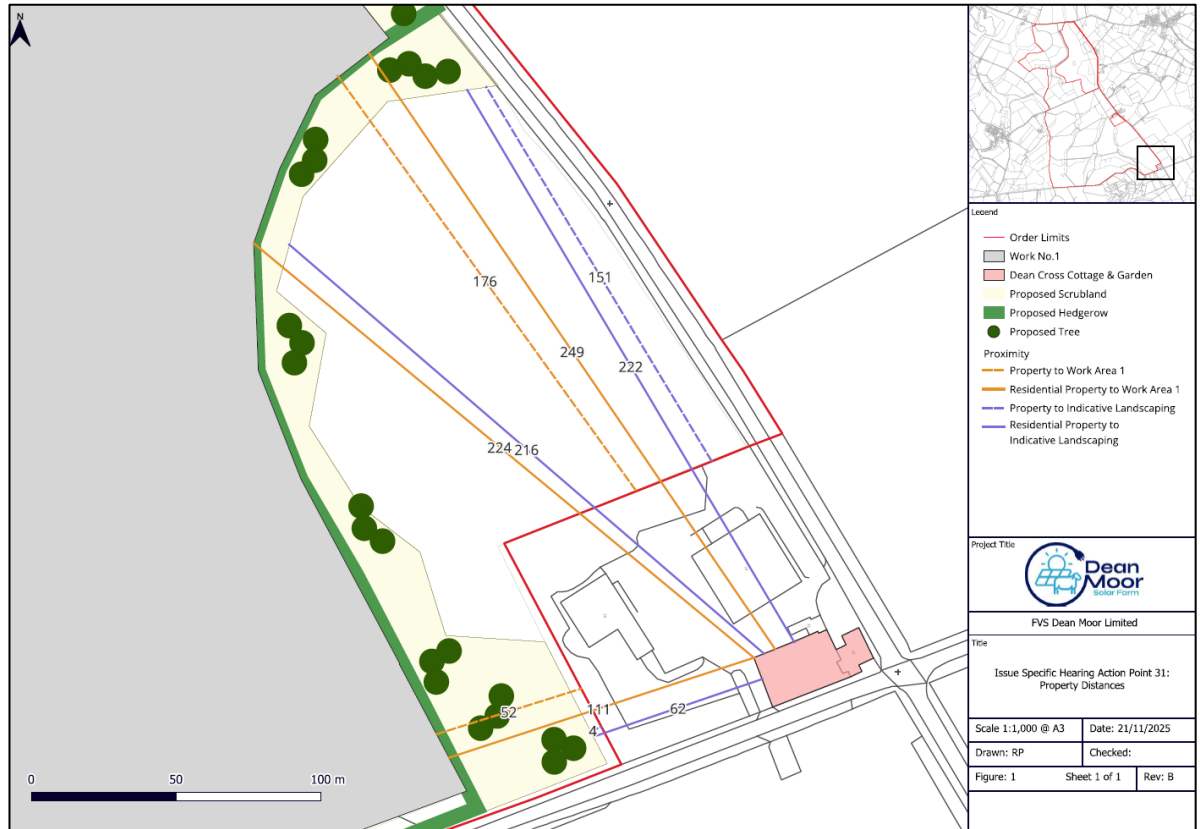 N
176
151
249
222
224
216
52
111
62
4
0 50 100 m
Legend
Order Limits
Work No.1
Dean Cross Cottage & Garden
Proposed Scrubland
Proposed Hedgerow
Proposed Tree
Proximity
Property to Work Area 1
Residential Property to Work Area 1
Property to Indicative Landscaping
Residential Property to
Indicative Landscaping
Project Title
Dean
Moor
Solar Farm
FVS Dean Moor Limited
Title
Issue Specific Hearing Action Point 31:
Property Distances
Scale 1:1,000 @ A3 Date: 21/11/2025
Drawn: RP Checked:
Figure: 1 Sheet 1 of 1 Rev: B